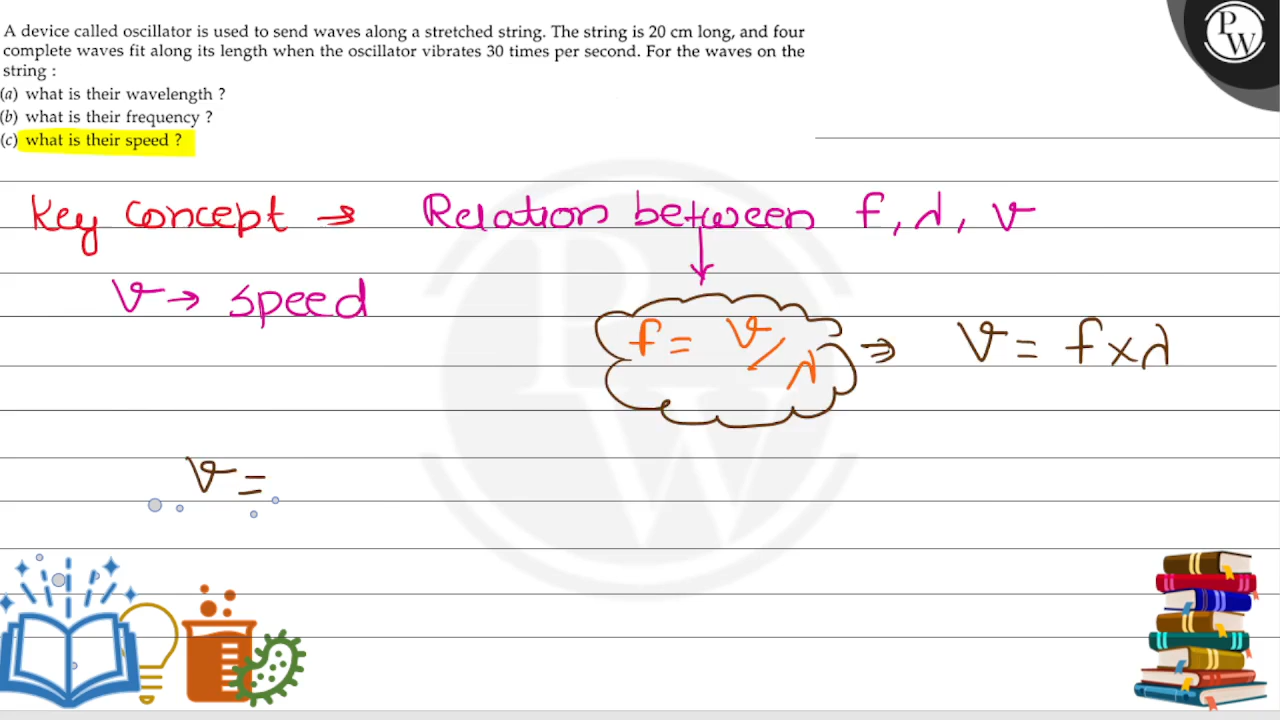 A device called oscillator is used to send waves along a stretched string. The string is 20 cm long, and four
complete waves fit along its length when the oscillator vibrates 30 times per second. For the waves on the
string :
(a) what is their wavelength ?
(b) what is their frequency ?
(c) what is their speed ?
PW
Key concept → Relation between f, λ, v
v → speed
f = v/λ ⇒ v = f × λ
v =
PW